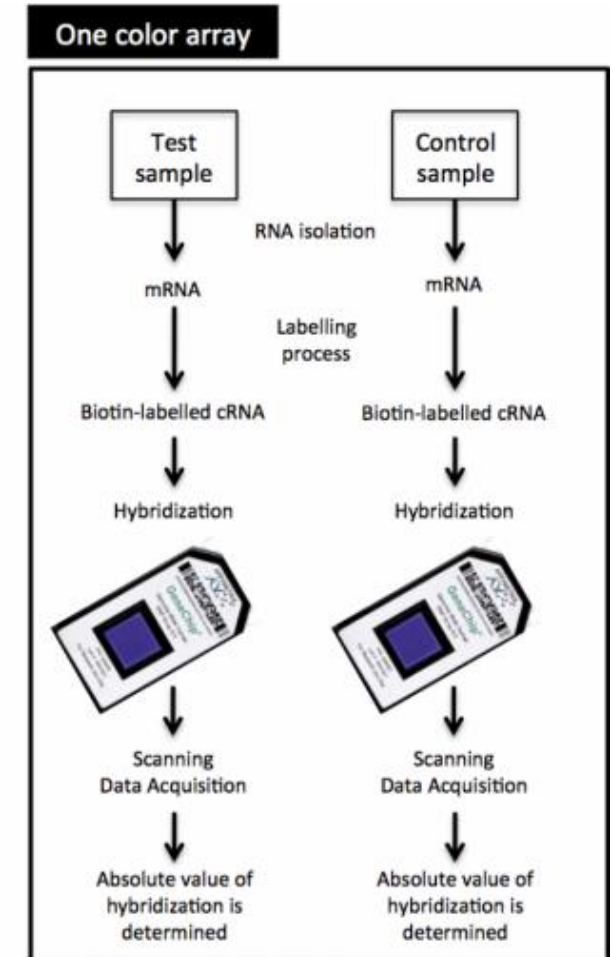 One color array
Test
sample
Control
sample
RNA isolation
mRNA
mRNA
Labelling
process
Biotin-labelled cRNA
Biotin-labelled cRNA
Hybridization
Hybridization
GeneChip
GeneChip
Scanning
Data Acquisition
Scanning
Data Acquisition
Absolute value of
hybridization is
determined
Absolute value of
hybridization is
determined